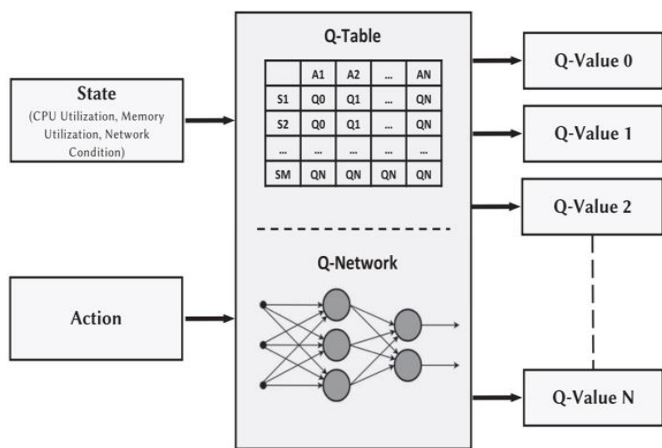 State
(CPU Utilization, Memory
Utilization, Network
Condition)
Action
Q-Table
A1 A2 ... AN
S1 Q0 Q1 ... QN
S2 Q0 Q1 ... QN
... ... ... ... ...
SM QN QN QN QN
Q-Network
Q-Value 0
Q-Value 1
Q-Value 2
Q-Value N